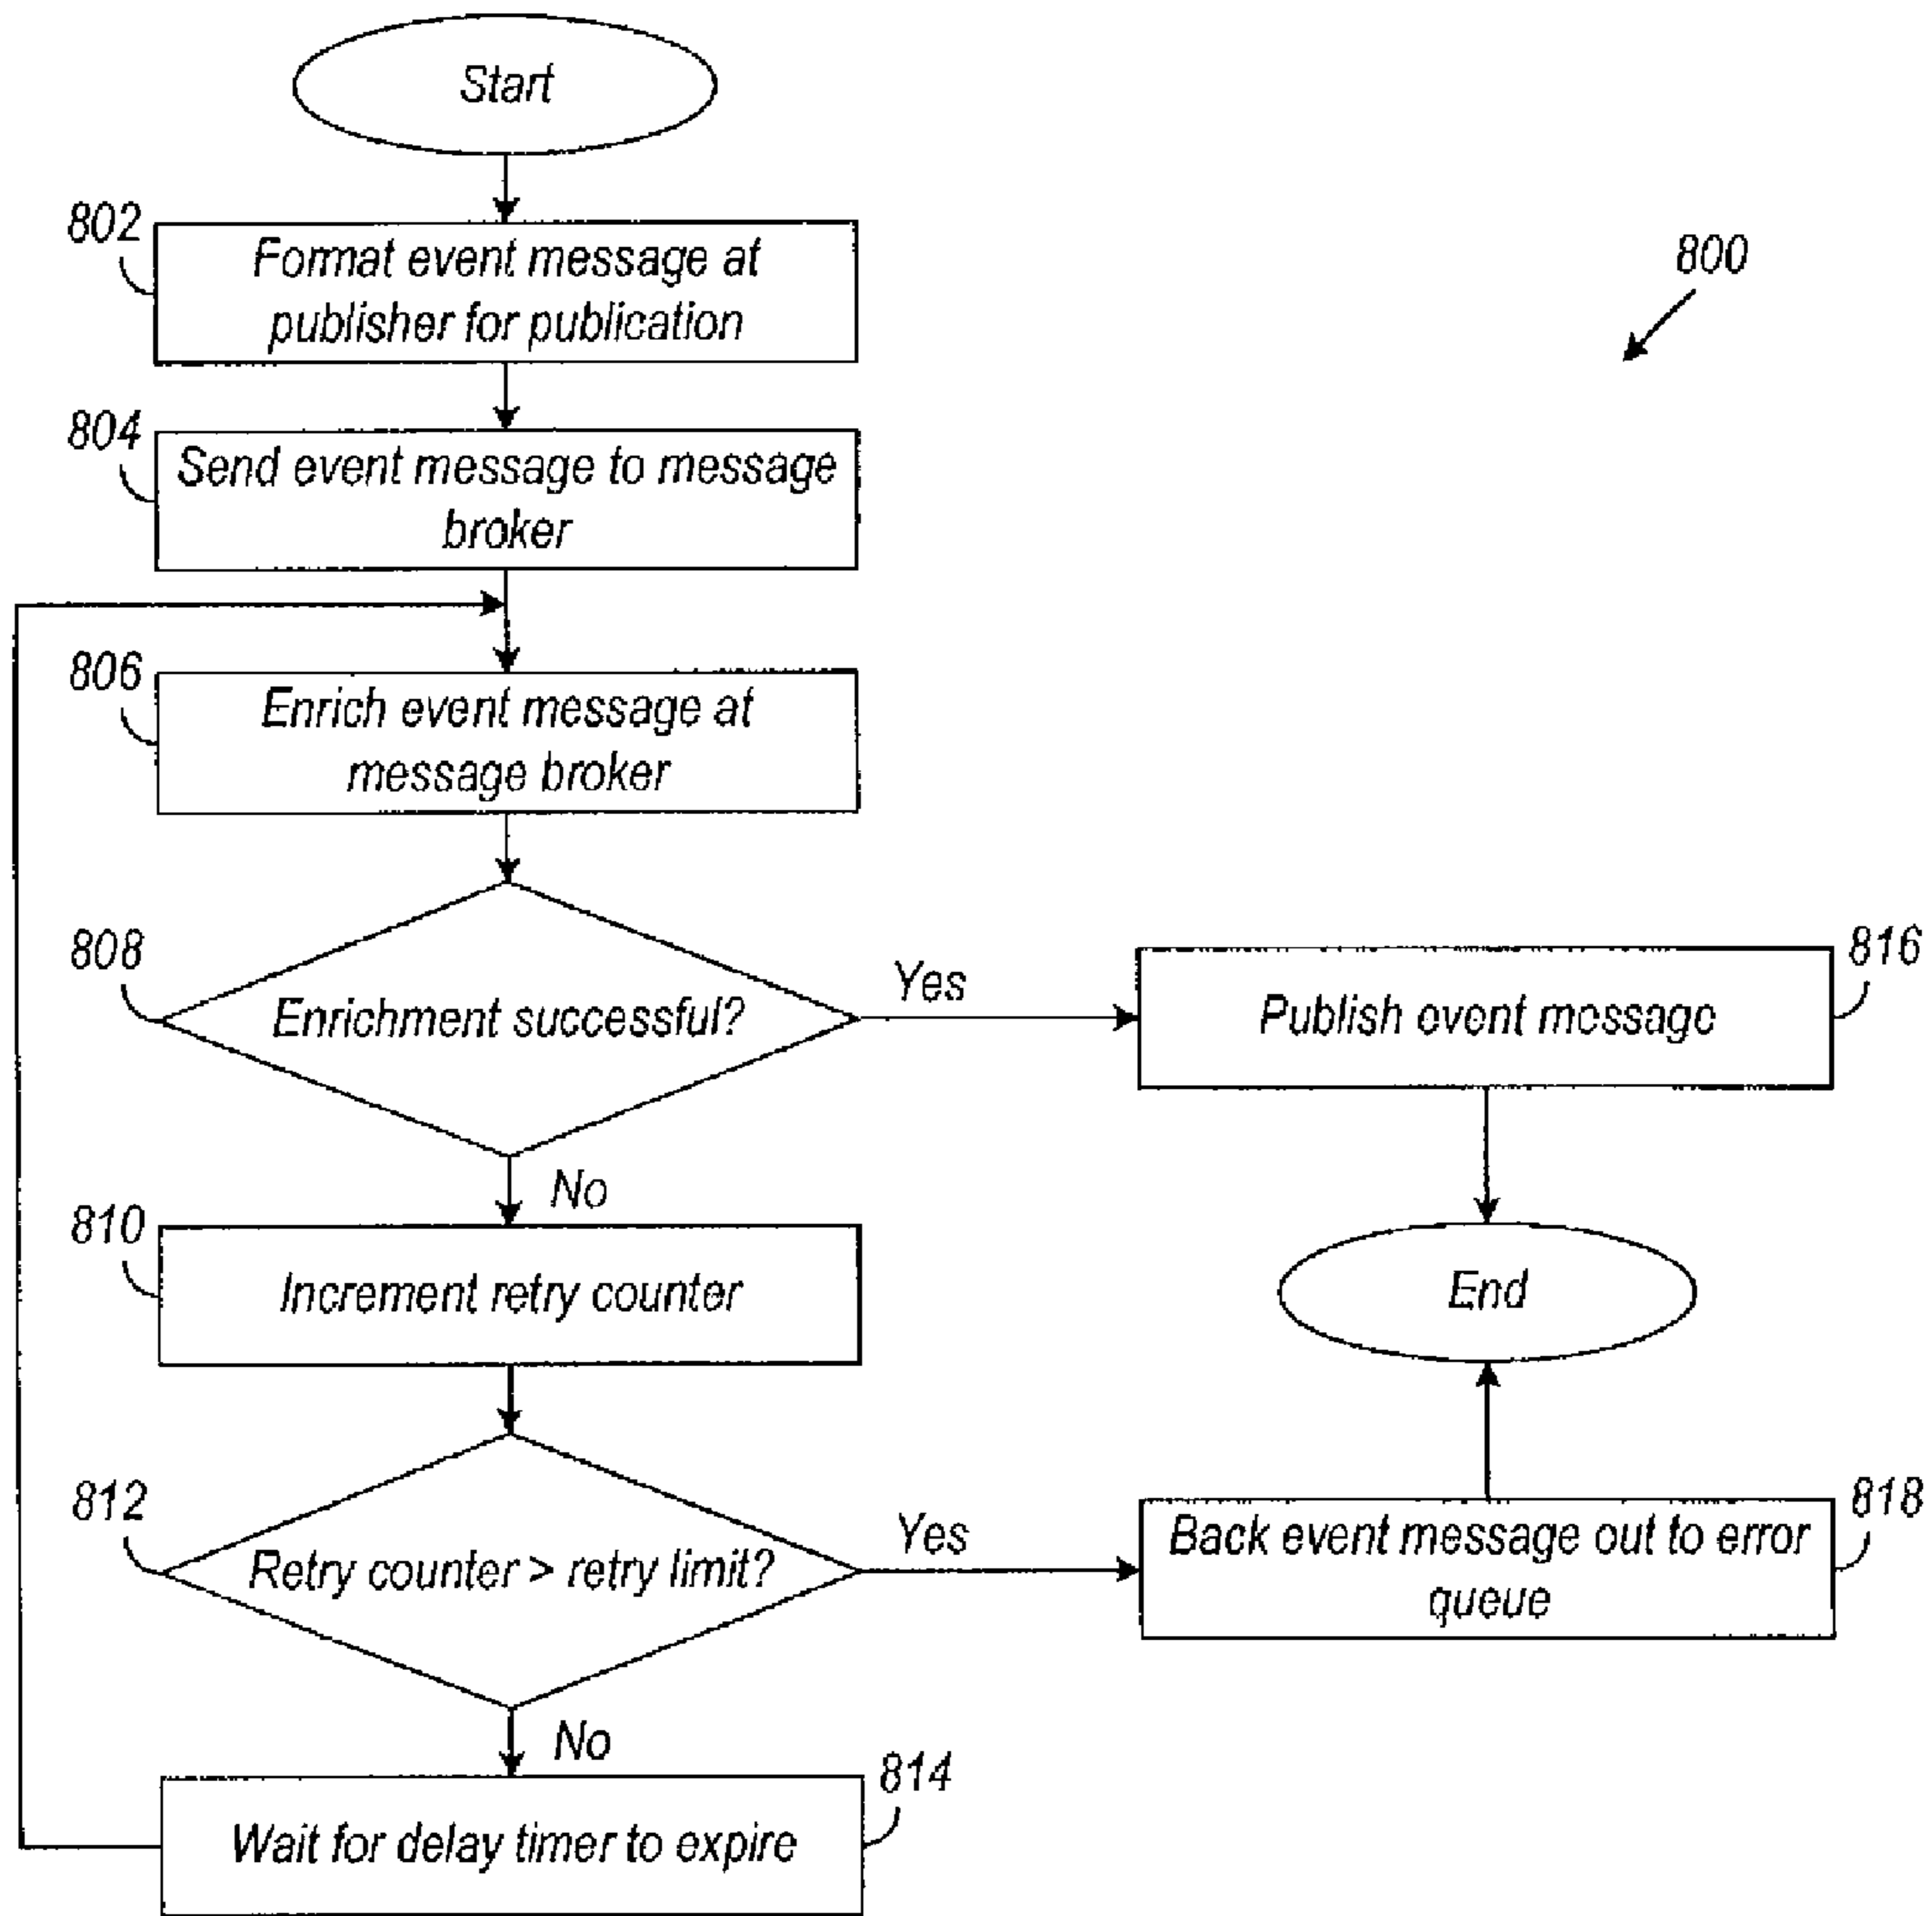 Start
802
Format event message at
publisher for publication
800
804
Send event message to message
broker
806
Enrich event message at
message broker
808
Enrichment successful?
Yes
816
Publish event message
No
810
Increment retry counter
End
812
Retry counter > retry limit?
Yes
818
Back event message out to error
queue
No
814
Wait for delay timer to expire